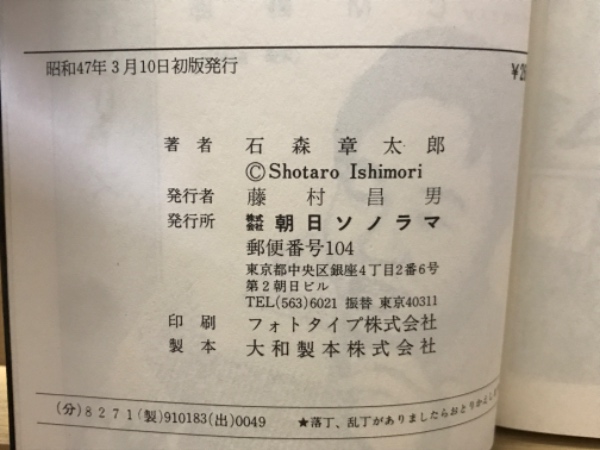 昭和47年3月10日初版発行
著者 石森章太郎
©Shotaro Ishimori
発行者 藤村昌男
発行所 株式会社 朝日ソノラマ
郵便番号104
東京都中央区銀座4丁目2番6号
第2朝日ビル
TEL(563)6021 振替 東京40311
印刷 フォトタイプ株式会社
製本 大和製本株式会社
(分)8271(製)910183(出)0049 ★落丁、乱丁がありましたらおとりかえし